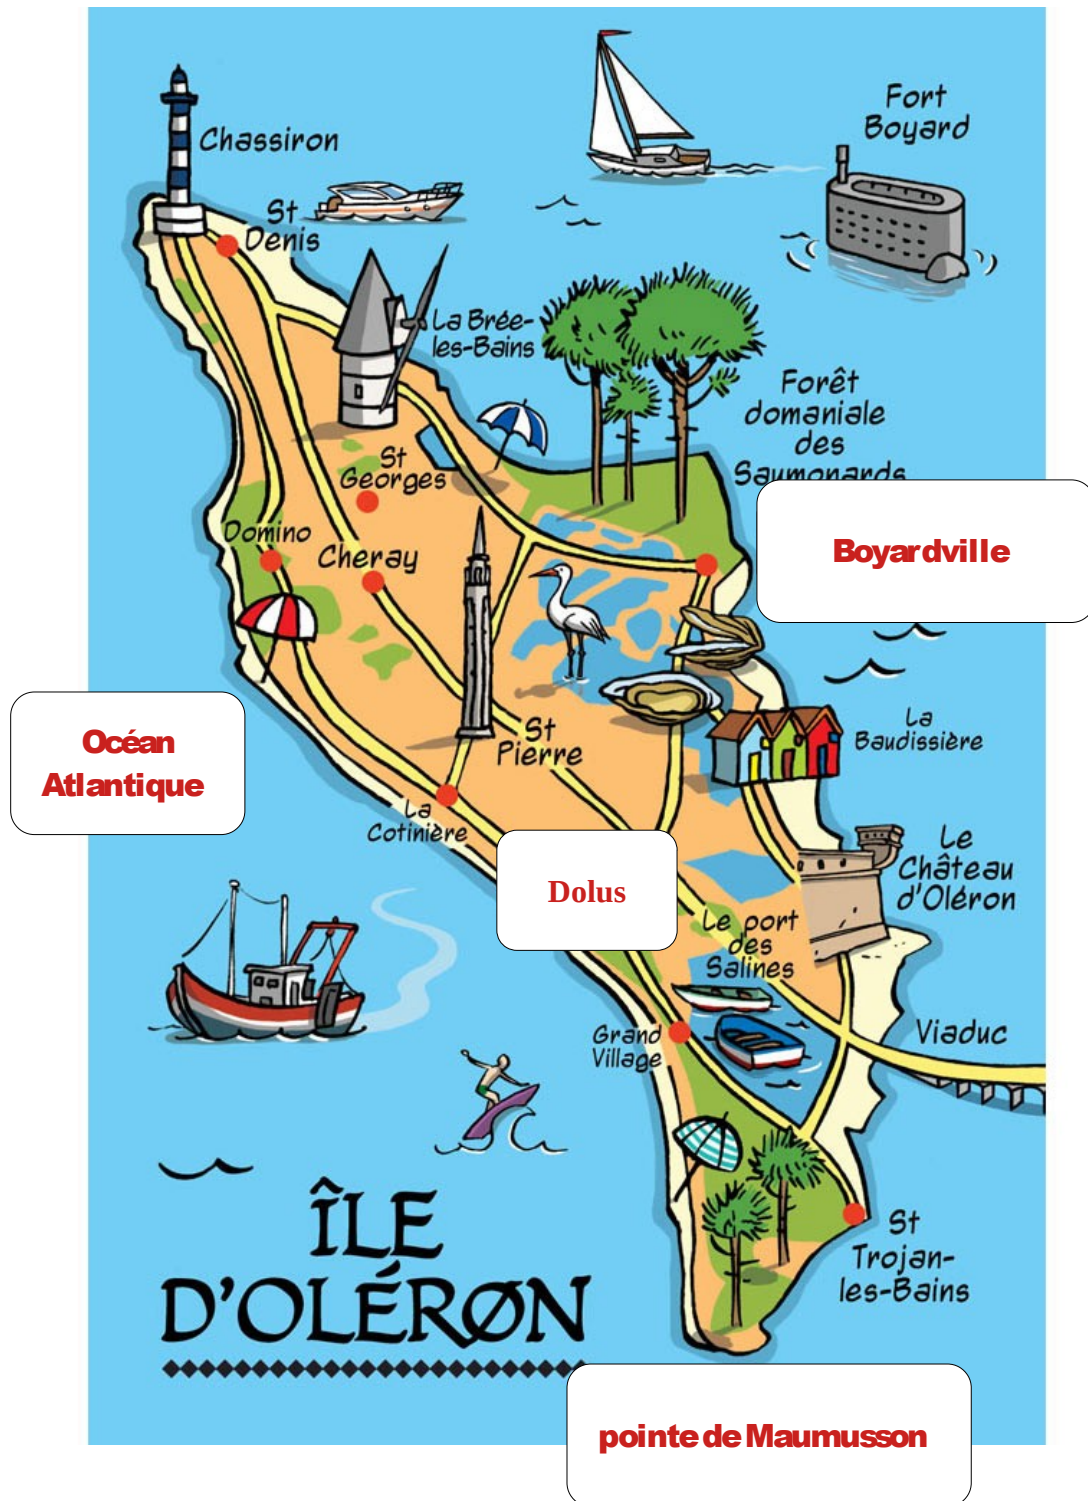 Fort
Boyard
Chassiron
St
Denis
La Brée-
les-Bains
Forêt
domaniale
des
Saumonards
St
Georges
Boyardville
Domino
Cheray
Océan
Atlantique
St
Pierre
La
Baudissière
La
Cotinière
Le
Château
d'Oléron
Dolus
Le port
des
Salines
Grand
Village
Viaduc
ÎLE
D'OLÉRØN
St
Trojan-
les-Bains
pointe de Maumusson